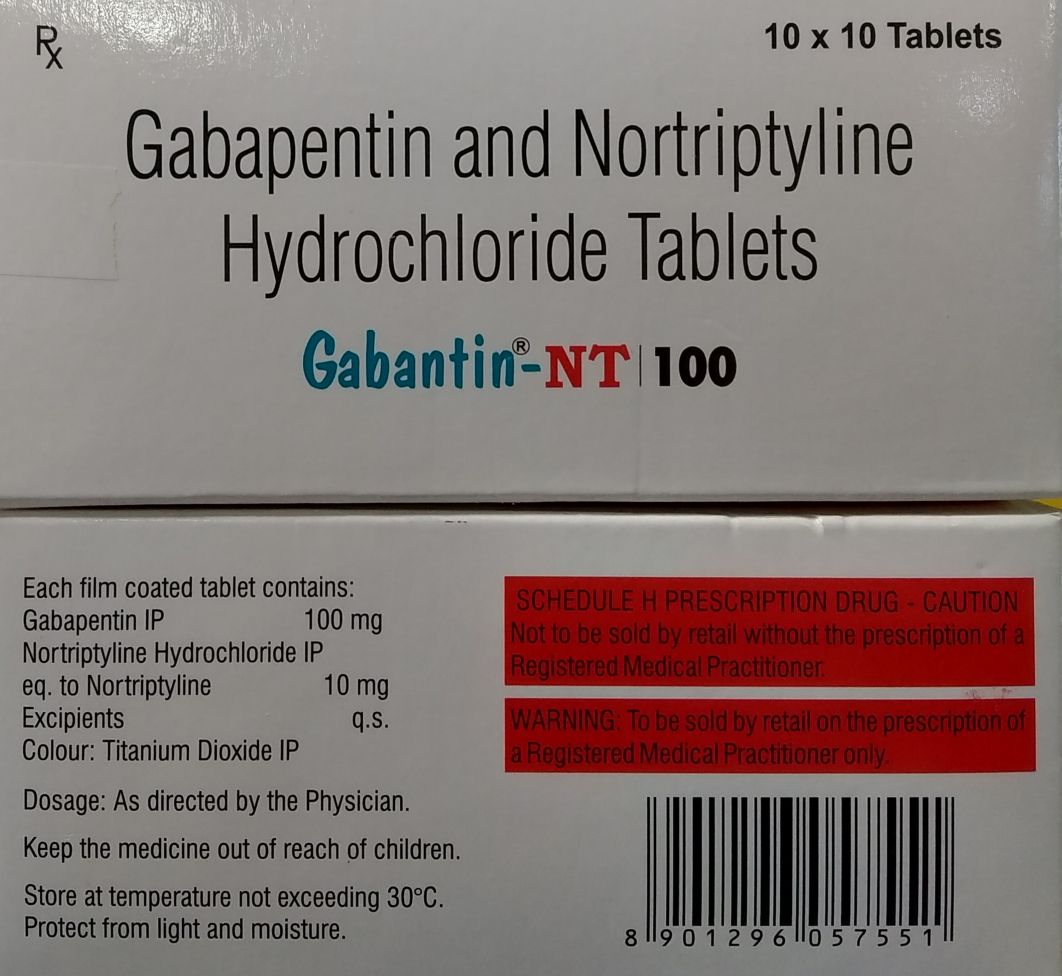 Rx
10 x 10 Tablets
Gabapentin and Nortriptyline
Hydrochloride Tablets
Gabantin®-NT | 100
Each film coated tablet contains:
Gabapentin IP 100 mg
Nortriptyline Hydrochloride IP
eq. to Nortriptyline 10 mg
Excipients q.s.
Colour: Titanium Dioxide IP
Dosage: As directed by the Physician.
Keep the medicine out of reach of children.
Store at temperature not exceeding 30°C.
Protect from light and moisture.
SCHEDULE H PRESCRIPTION DRUG - CAUTION
Not to be sold by retail without the prescription of a
Registered Medical Practitioner.
WARNING: To be sold by retail on the prescription of
a Registered Medical Practitioner only.
8 901296 057551